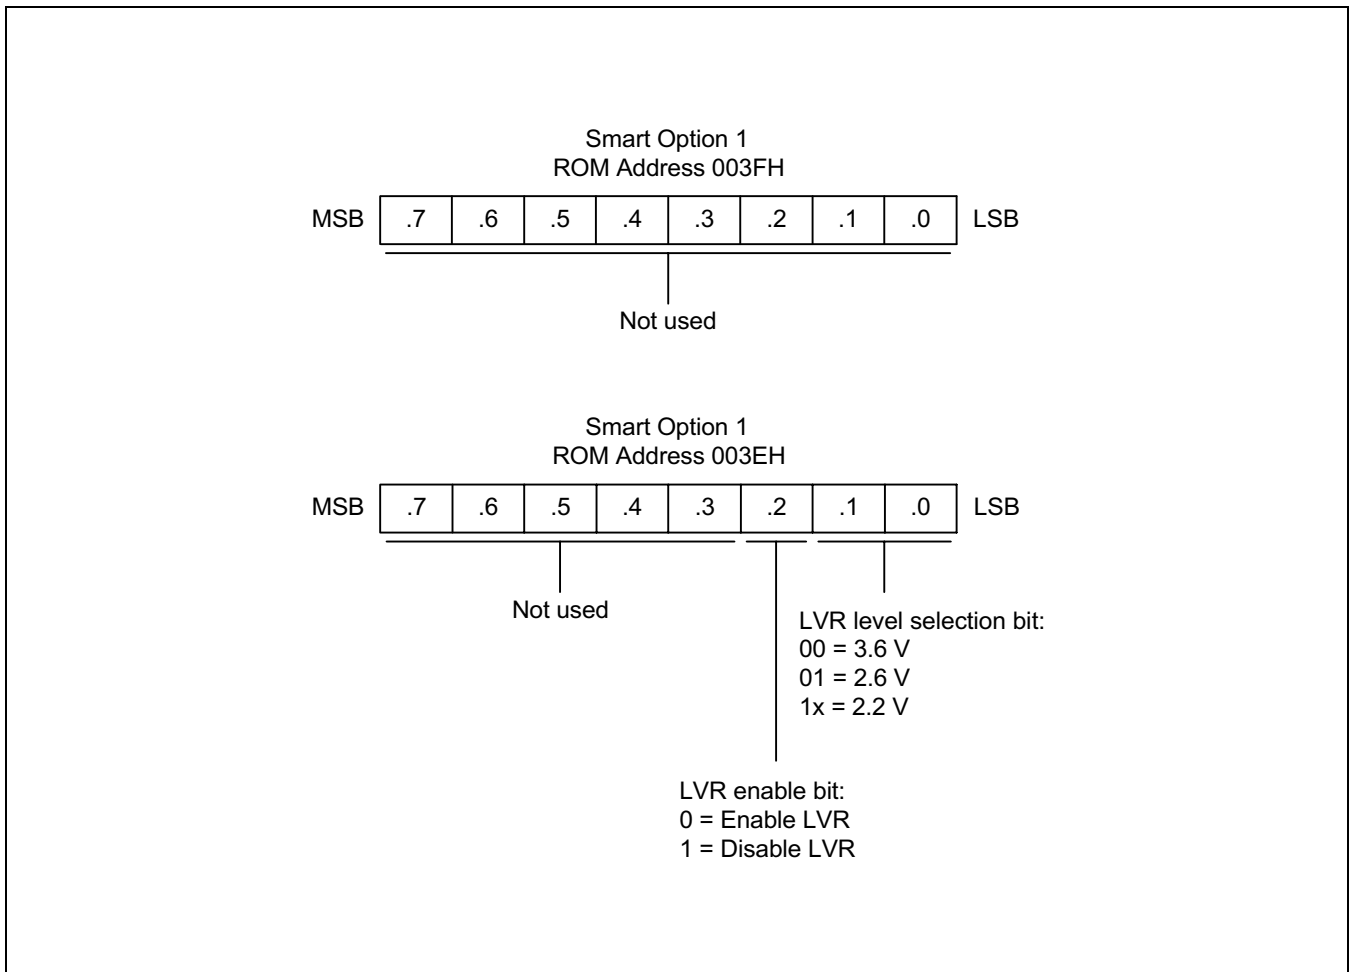 Smart Option 1
ROM Address 003FH
MSB .7 .6 .5 .4 .3 .2 .1 .0 LSB
Not used
Smart Option 1
ROM Address 003EH
MSB .7 .6 .5 .4 .3 .2 .1 .0 LSB
Not used
LVR level selection bit:
00 = 3.6 V
01 = 2.6 V
1x = 2.2 V
LVR enable bit:
0 = Enable LVR
1 = Disable LVR